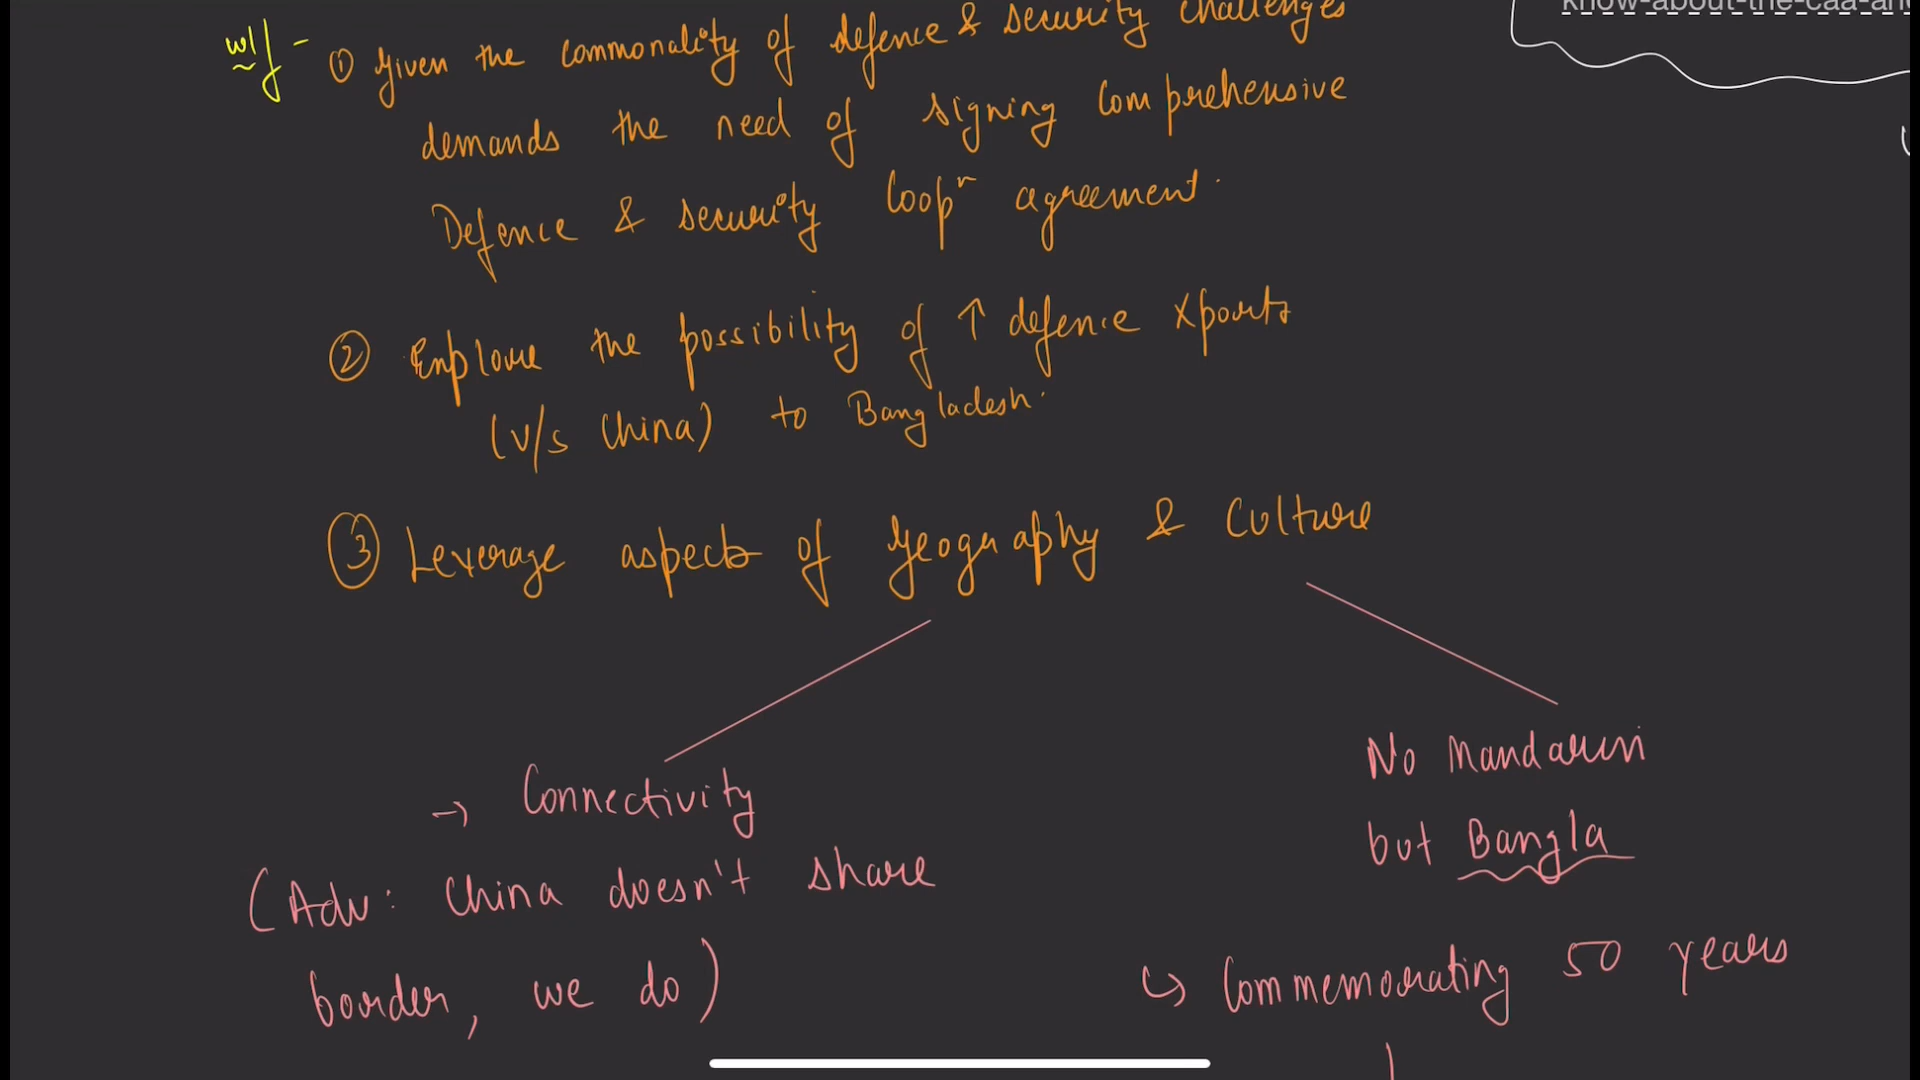 know-about-the-caa-an
w/f - ① Given the commonality of defence & security challenges
demands the need of signing comprehensive
Defence & security Coopⁿ agreement.
② Explore the possibility of ↑ defence Xports
(v/s China) to Bangladesh.
③ Leverage aspects of Geography & Culture
→ Connectivity
(Adv: China doesn't share
border, we do)
No Mandarin
but Bangla
↪ Commemorating 50 years